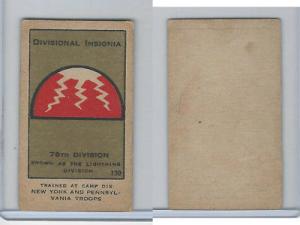 DIVISIONAL INSIGNIA
78TH DIVISION
KNOWN AS THE LIGHTNING
DIVISION
130
TRAINED AT CAMP DIX
NEW YORK AND PENNSYL-
VANIA TROOPS